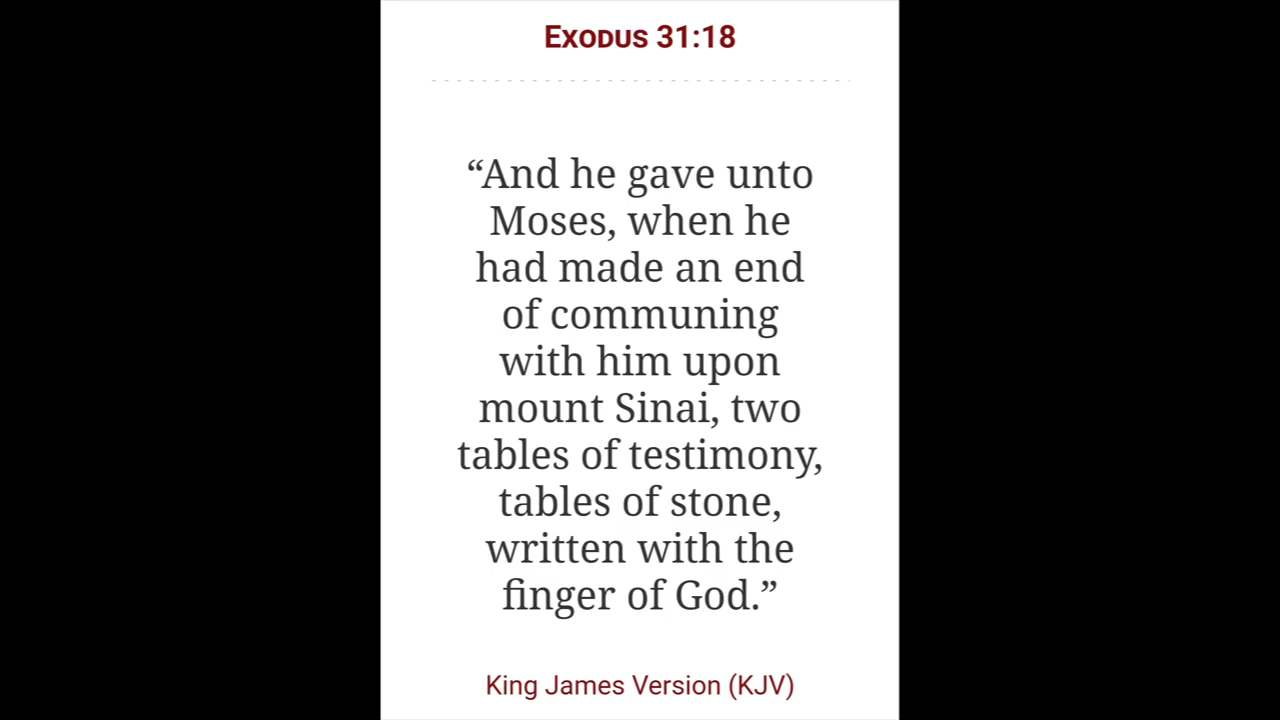 Exodus 31:18
“And he gave unto
Moses, when he
had made an end
of communing
with him upon
mount Sinai, two
tables of testimony,
tables of stone,
written with the
finger of God.”
King James Version (KJV)